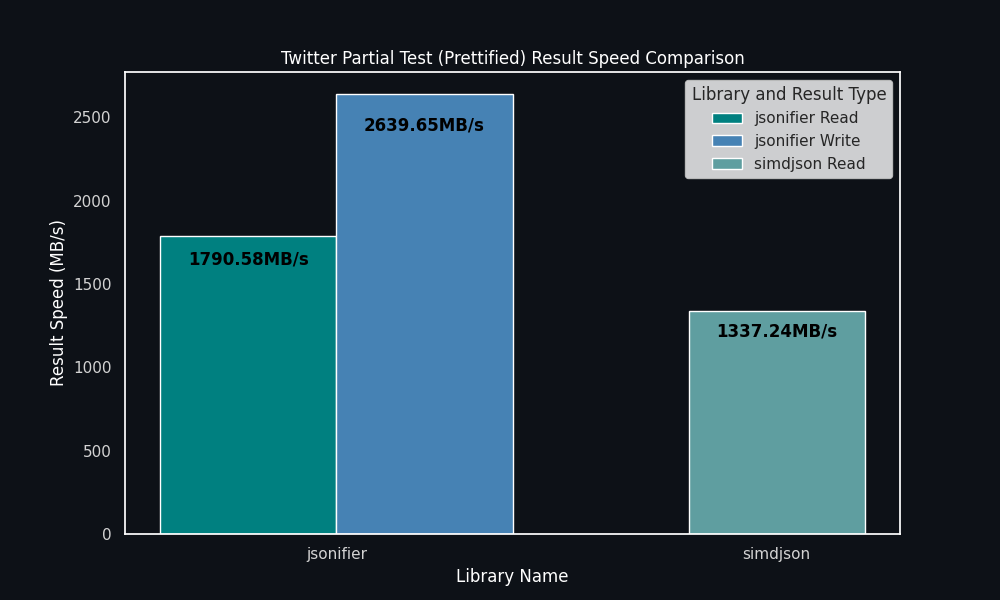 Twitter Partial Test (Prettified) Result Speed Comparison
Library and Result Type
jsonifier Read
jsonifier Write
simdjson Read
2639.65MB/s
1790.58MB/s
1337.24MB/s
Result Speed (MB/s)
2500
2000
1500
1000
500
0
jsonifier
simdjson
Library Name